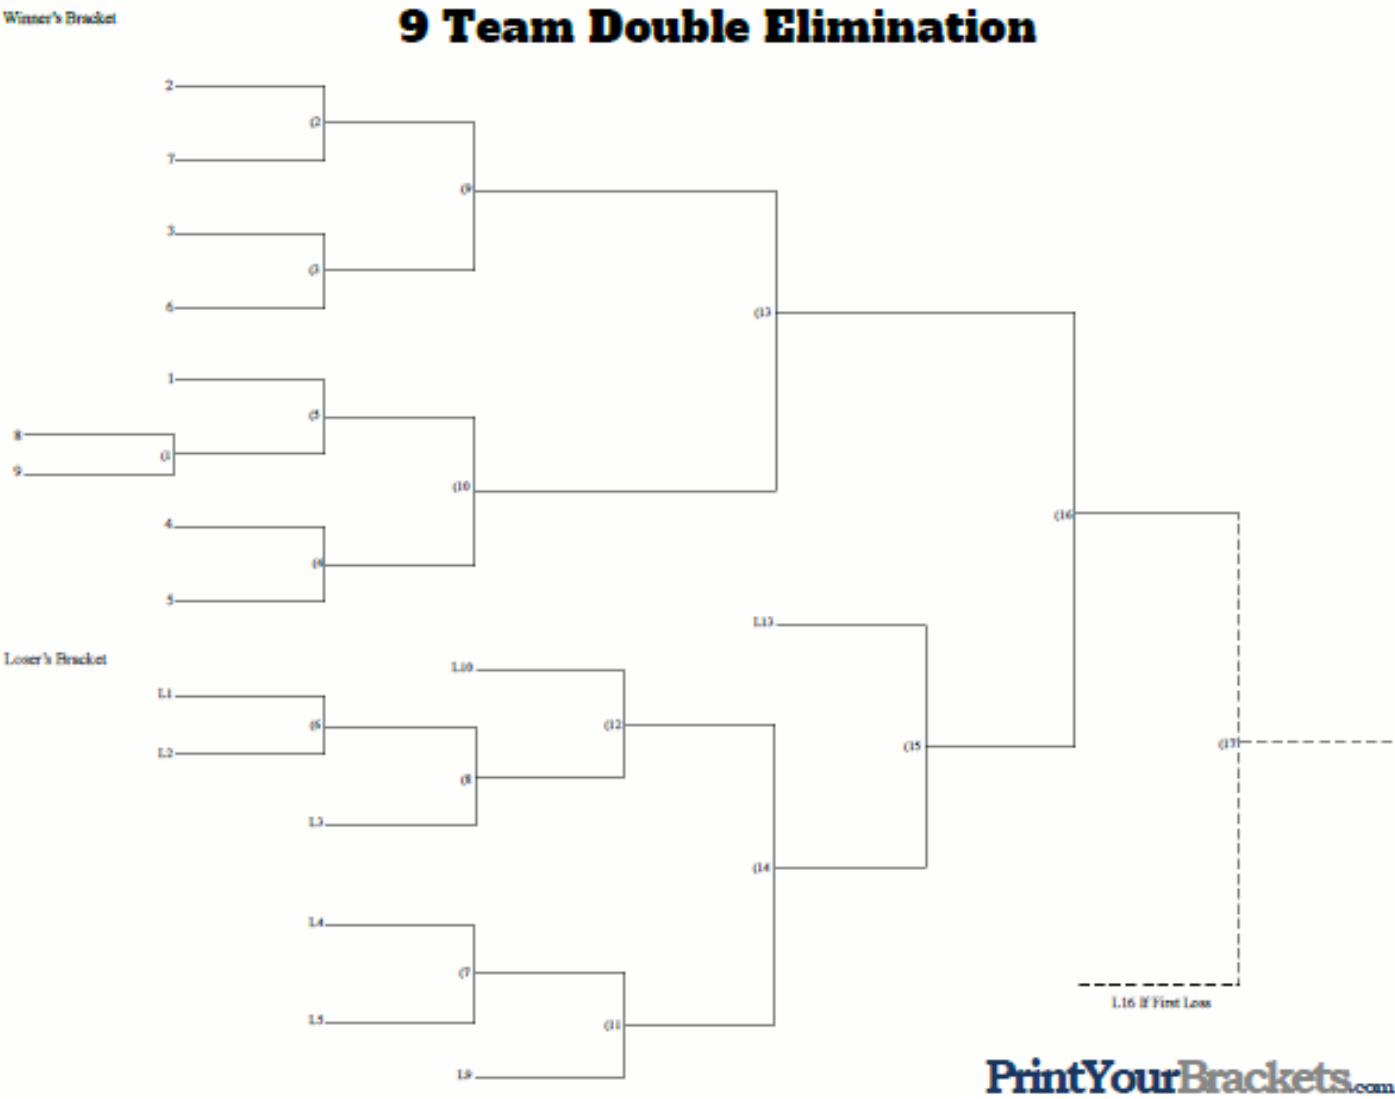 Winner's Bracket
9 Team Double Elimination
2
(2
7
(9
3
(3
6
(13
1
(5
8
(1
9
(10
4
(4
5
(16
L13
Loser's Bracket
L10
L1
(6
(12
L2
(15
(17
(8
L3
(14
L4
(7
L5
(11
L16 If First Loss
L9
PrintYourBrackets.com